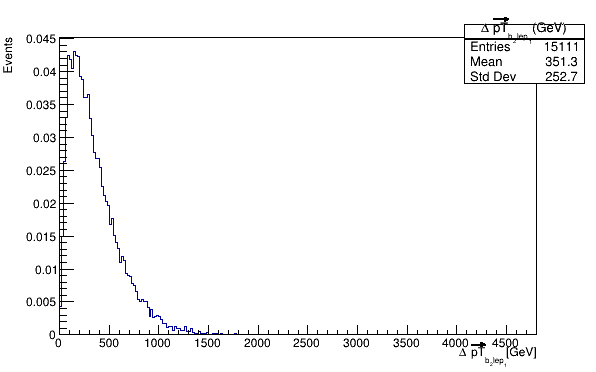 Δ pT_b₂lep₁ (GeV)
Entries 15111
Mean 351.3
Std Dev 252.7
Events
0.045
0.04
0.035
0.03
0.025
0.02
0.015
0.01
0.005
0
0 500 1000 1500 2000 2500 3000 3500 4000 4500
Δ pT_b₂lep₁ [GeV]